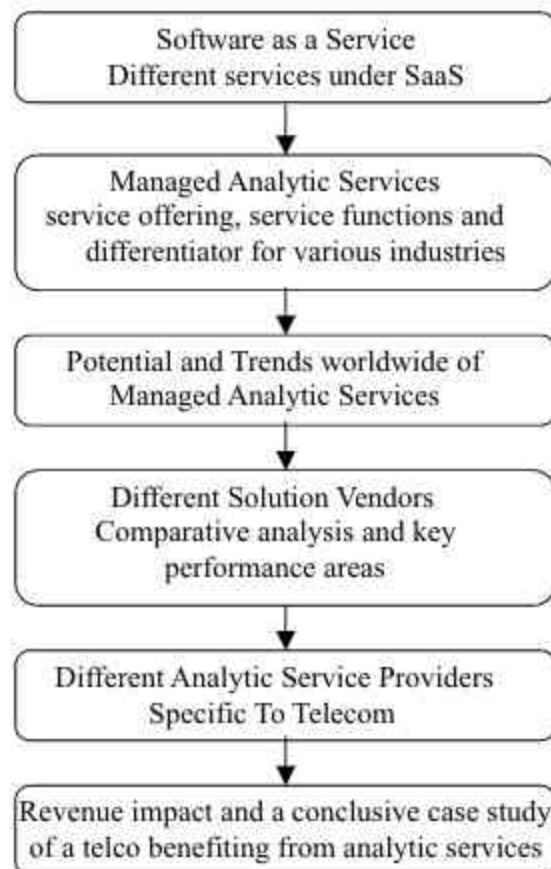 Software as a Service
Different services under SaaS
Managed Analytic Services
service offering, service functions and
differentiator for various industries
Potential and Trends worldwide of
Managed Analytic Services
Different Solution Vendors
Comparative analysis and key
performance areas
Different Analytic Service Providers
Specific To Telecom
Revenue impact and a conclusive case study
of a telco benefiting from analytic services